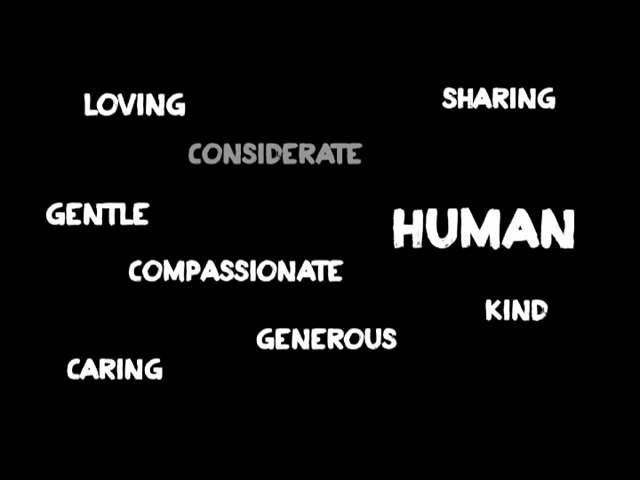 LOVING
SHARING
CONSIDERATE
GENTLE
HUMAN
COMPASSIONATE
KIND
GENEROUS
CARING